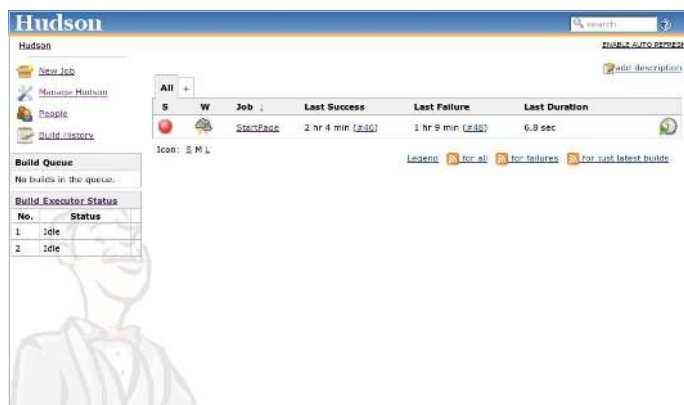 Hudson
search
Hudson
ENABLE AUTO REFRESH
New Job
Manage Hudson
People
Build History
add description
All +
S W Job ↓ Last Success Last Failure Last Duration
StartPace 2 hr 4 min (#46) 1 hr 9 min (#48) 6.8 sec
Icon: S M L
Legend for all for failures for just latest builds
Build Queue
No builds in the queue.
Build Executor Status
No. Status
1 Idle
2 Idle